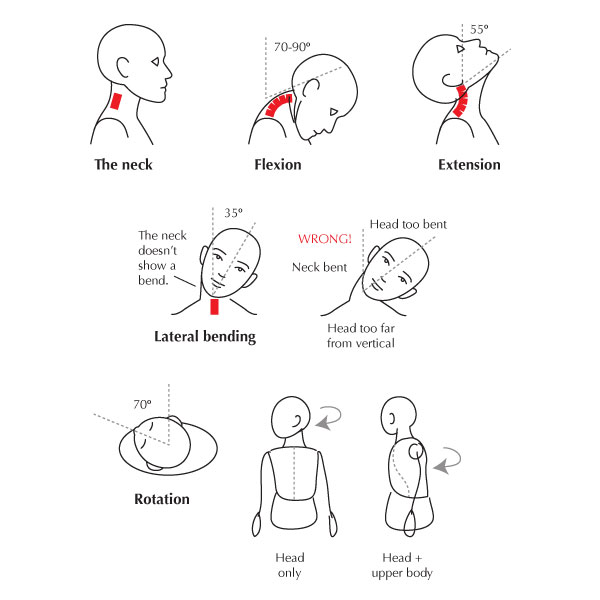 70-90º
55º
The neck
Flexion
Extension
35º
The neck
doesn't
show a
bend.
WRONG!
Head too bent
Neck bent
Head too far
from vertical
Lateral bending
70º
Rotation
Head
only
Head +
upper body